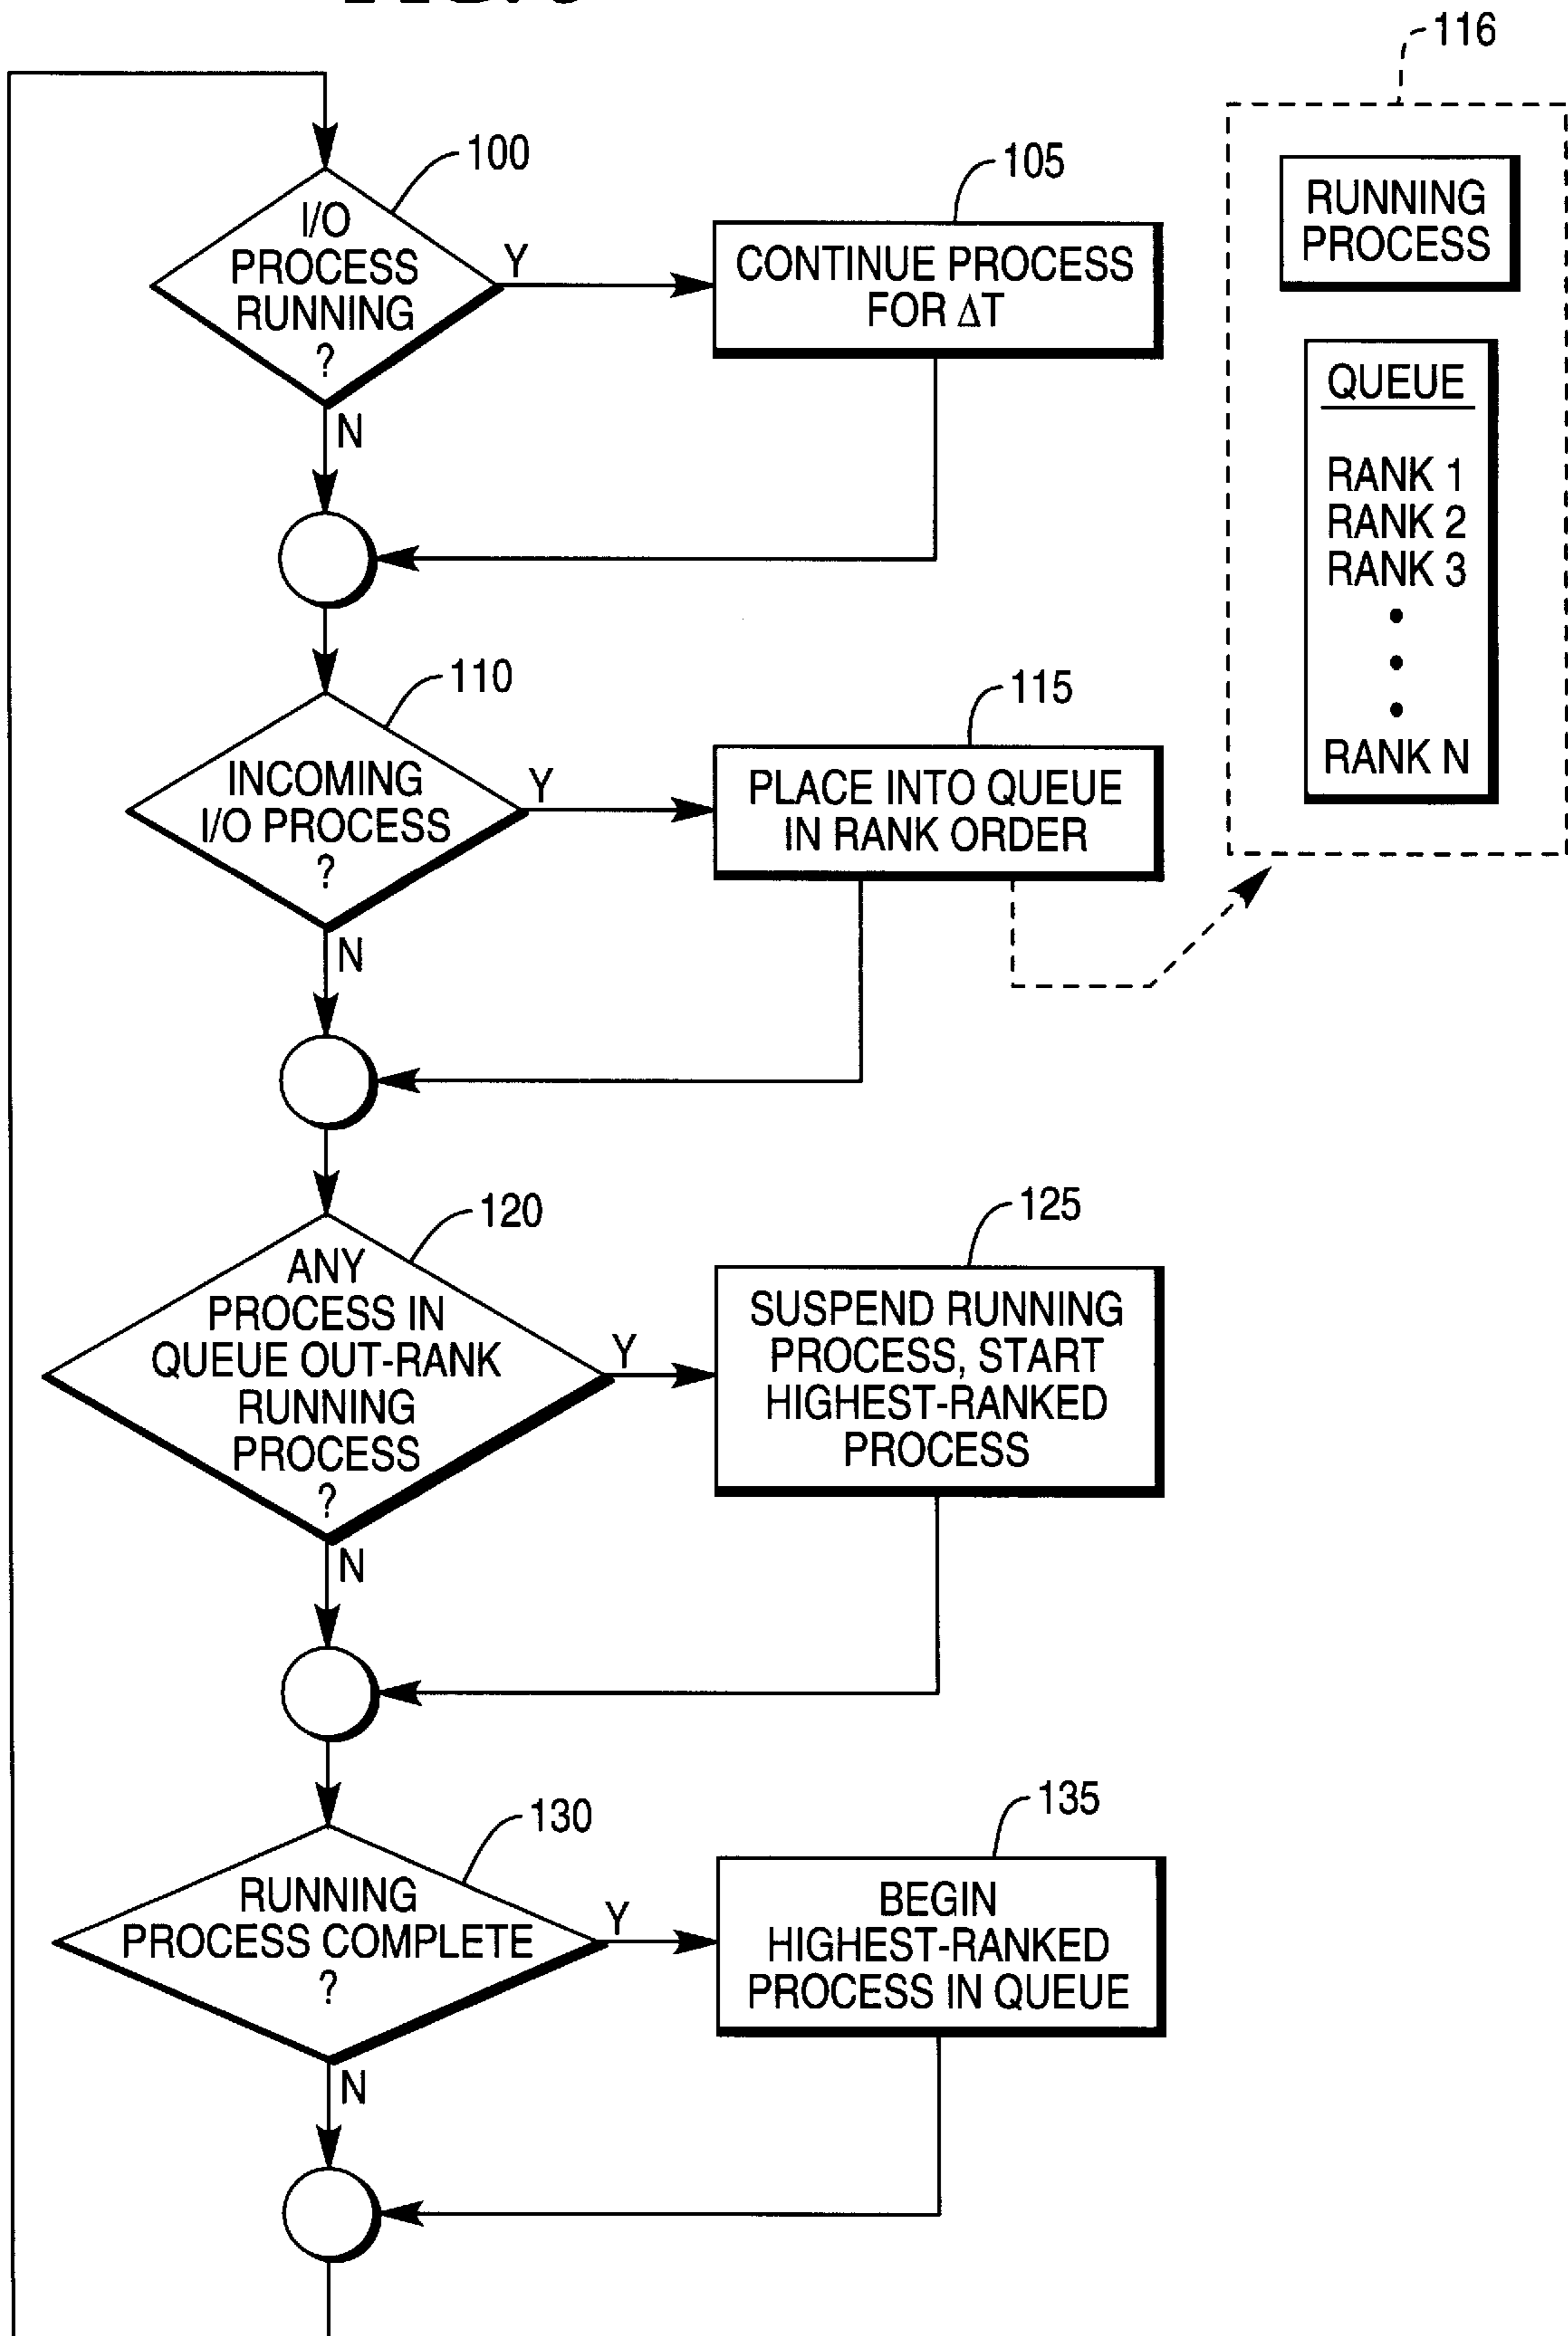 116
100
I/O
PROCESS
RUNNING
?
Y
N
105
CONTINUE PROCESS
FOR ΔT
RUNNING
PROCESS
QUEUE
RANK 1
RANK 2
RANK 3
RANK N
110
INCOMING
I/O PROCESS
?
Y
N
115
PLACE INTO QUEUE
IN RANK ORDER
120
ANY
PROCESS IN
QUEUE OUT-RANK
RUNNING
PROCESS
?
Y
N
125
SUSPEND RUNNING
PROCESS, START
HIGHEST-RANKED
PROCESS
130
RUNNING
PROCESS COMPLETE
?
Y
N
135
BEGIN
HIGHEST-RANKED
PROCESS IN QUEUE